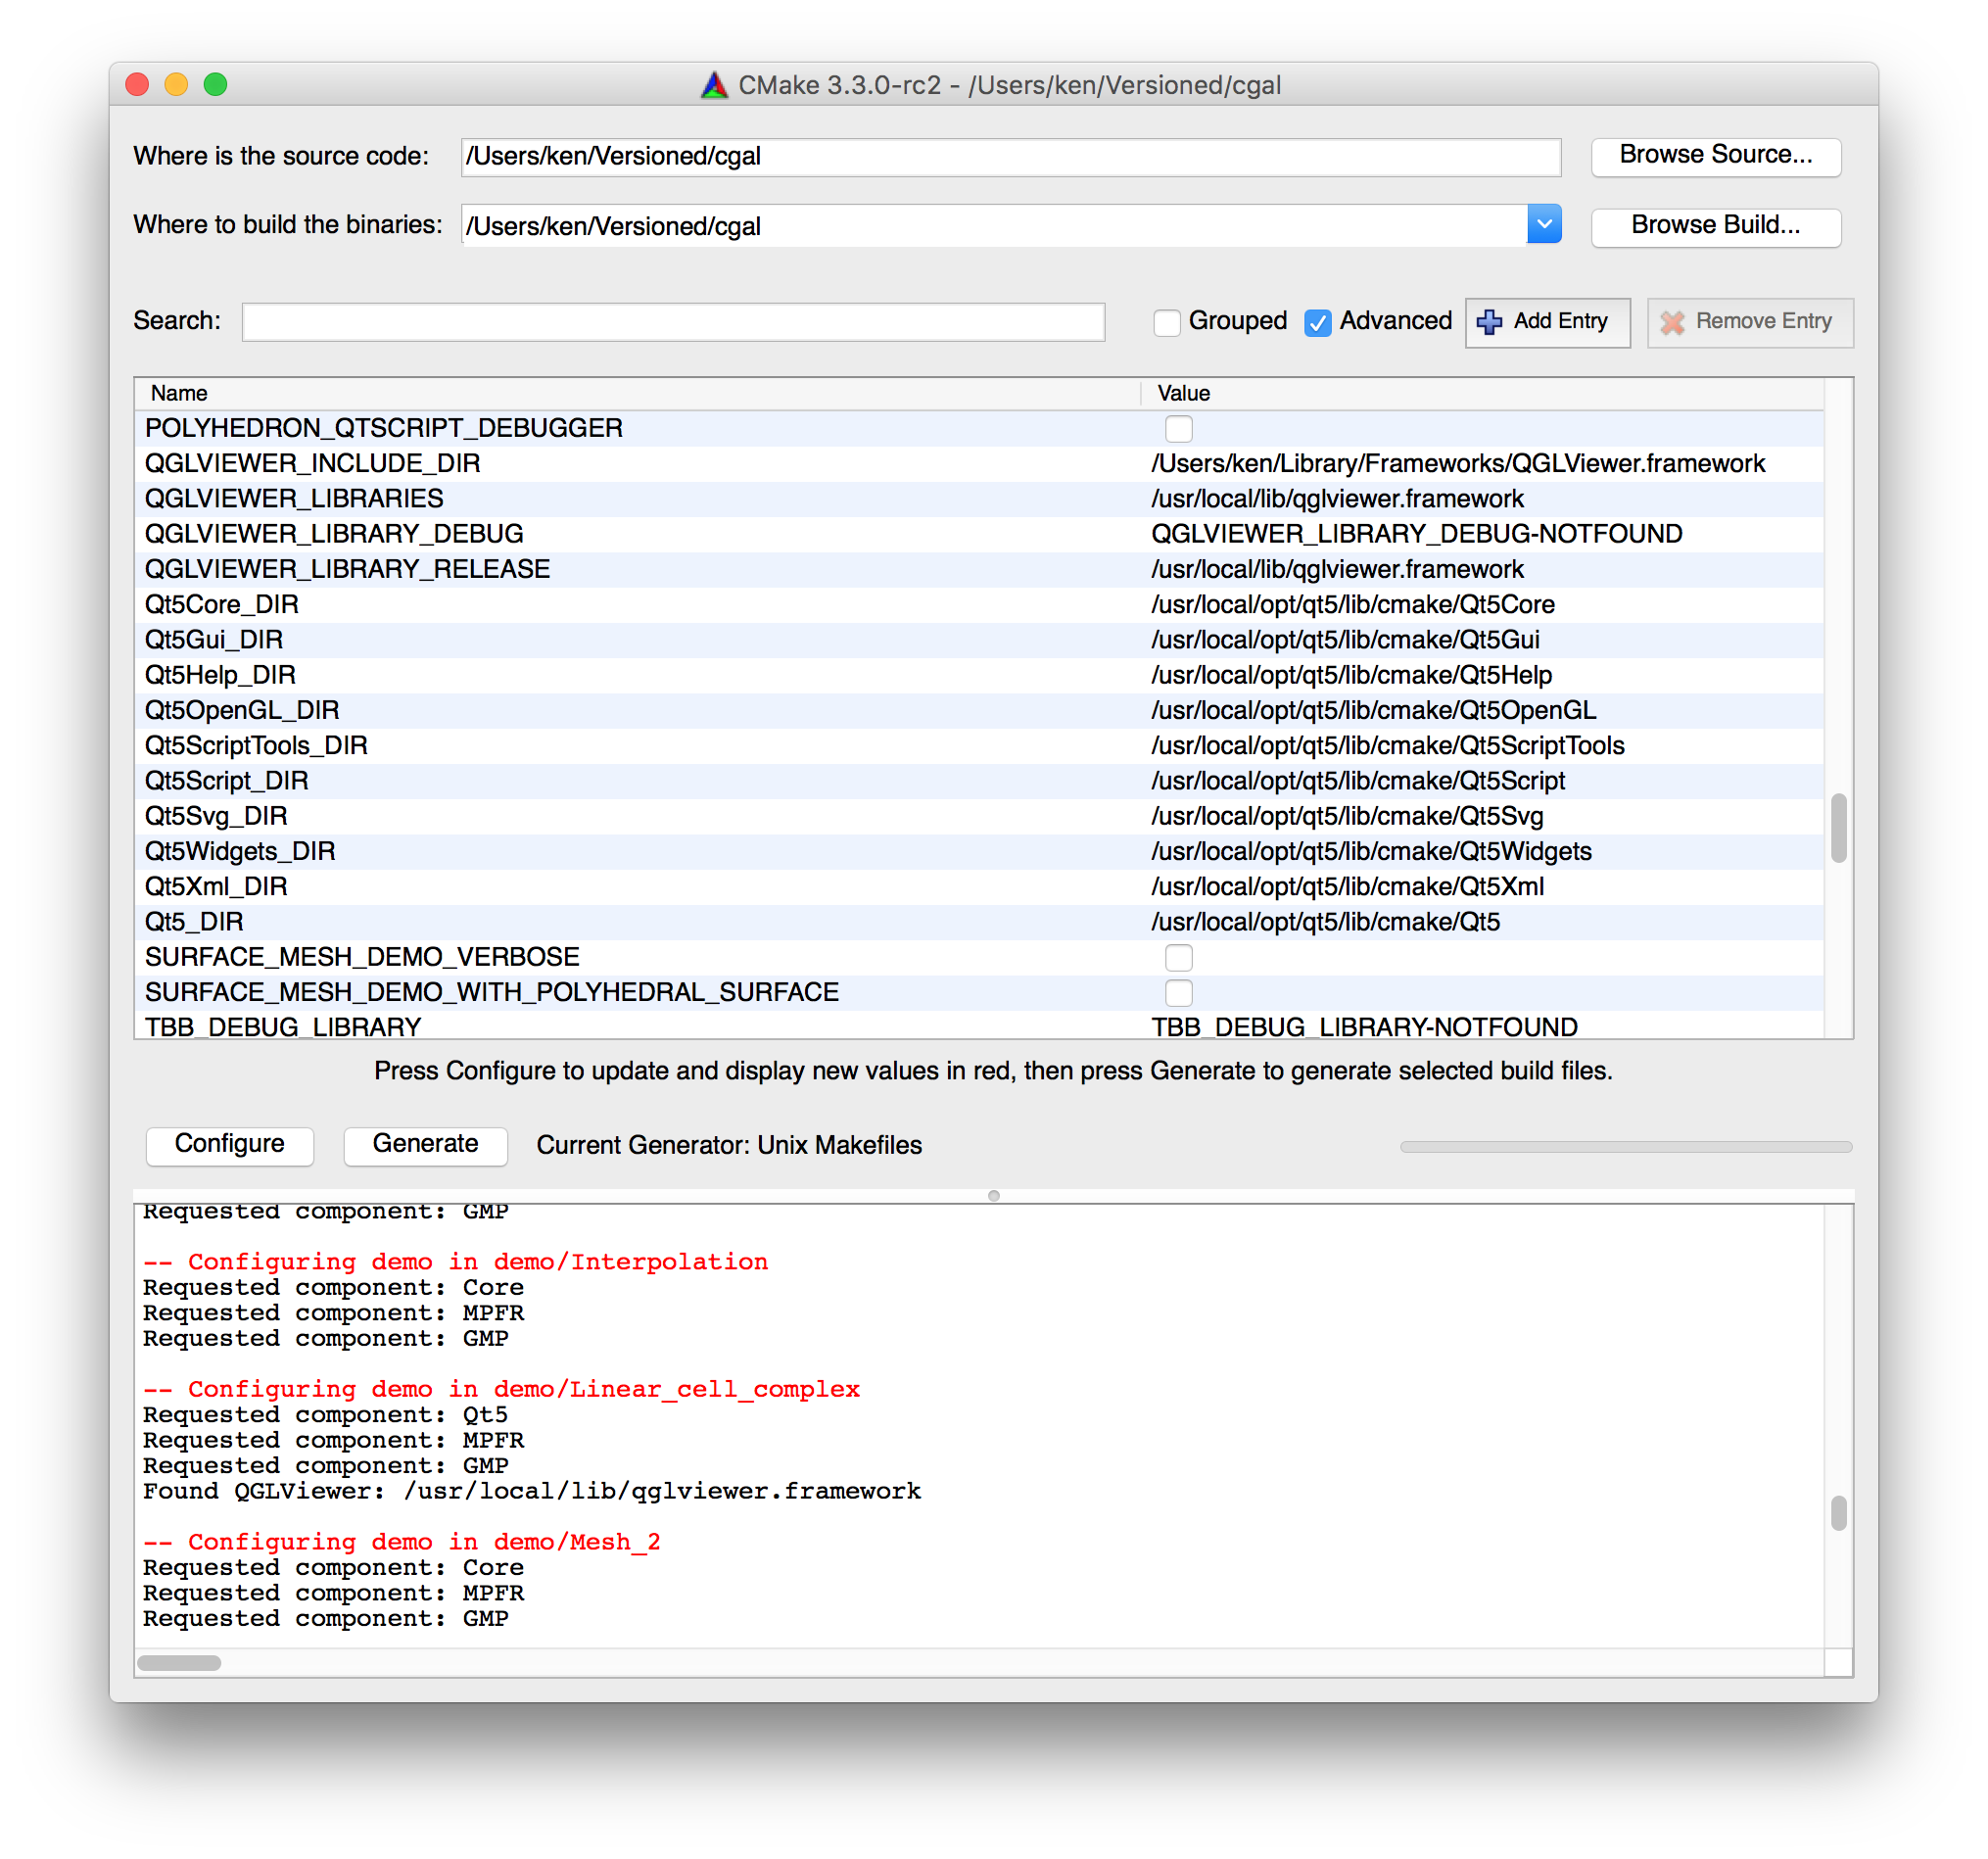 CMake 3.3.0-rc2 - /Users/ken/Versioned/cgal
Where is the source code: /Users/ken/Versioned/cgal Browse Source...
Where to build the binaries: /Users/ken/Versioned/cgal Browse Build...
Search: Grouped Advanced Add Entry Remove Entry
Name Value
POLYHEDRON_QTSCRIPT_DEBUGGER
QGLVIEWER_INCLUDE_DIR /Users/ken/Library/Frameworks/QGLViewer.framework
QGLVIEWER_LIBRARIES /usr/local/lib/qglviewer.framework
QGLVIEWER_LIBRARY_DEBUG QGLVIEWER_LIBRARY_DEBUG-NOTFOUND
QGLVIEWER_LIBRARY_RELEASE /usr/local/lib/qglviewer.framework
Qt5Core_DIR /usr/local/opt/qt5/lib/cmake/Qt5Core
Qt5Gui_DIR /usr/local/opt/qt5/lib/cmake/Qt5Gui
Qt5Help_DIR /usr/local/opt/qt5/lib/cmake/Qt5Help
Qt5OpenGL_DIR /usr/local/opt/qt5/lib/cmake/Qt5OpenGL
Qt5ScriptTools_DIR /usr/local/opt/qt5/lib/cmake/Qt5ScriptTools
Qt5Script_DIR /usr/local/opt/qt5/lib/cmake/Qt5Script
Qt5Svg_DIR /usr/local/opt/qt5/lib/cmake/Qt5Svg
Qt5Widgets_DIR /usr/local/opt/qt5/lib/cmake/Qt5Widgets
Qt5Xml_DIR /usr/local/opt/qt5/lib/cmake/Qt5Xml
Qt5_DIR /usr/local/opt/qt5/lib/cmake/Qt5
SURFACE_MESH_DEMO_VERBOSE
SURFACE_MESH_DEMO_WITH_POLYHEDRAL_SURFACE
TBB_DEBUG_LIBRARY TBB_DEBUG_LIBRARY-NOTFOUND
Press Configure to update and display new values in red, then press Generate to generate selected build files.
Configure Generate Current Generator: Unix Makefiles
Requested component: GMP
-- Configuring demo in demo/Interpolation
Requested component: Core
Requested component: MPFR
Requested component: GMP
-- Configuring demo in demo/Linear_cell_complex
Requested component: Qt5
Requested component: MPFR
Requested component: GMP
Found QGLViewer: /usr/local/lib/qglviewer.framework
-- Configuring demo in demo/Mesh_2
Requested component: Core
Requested component: MPFR
Requested component: GMP